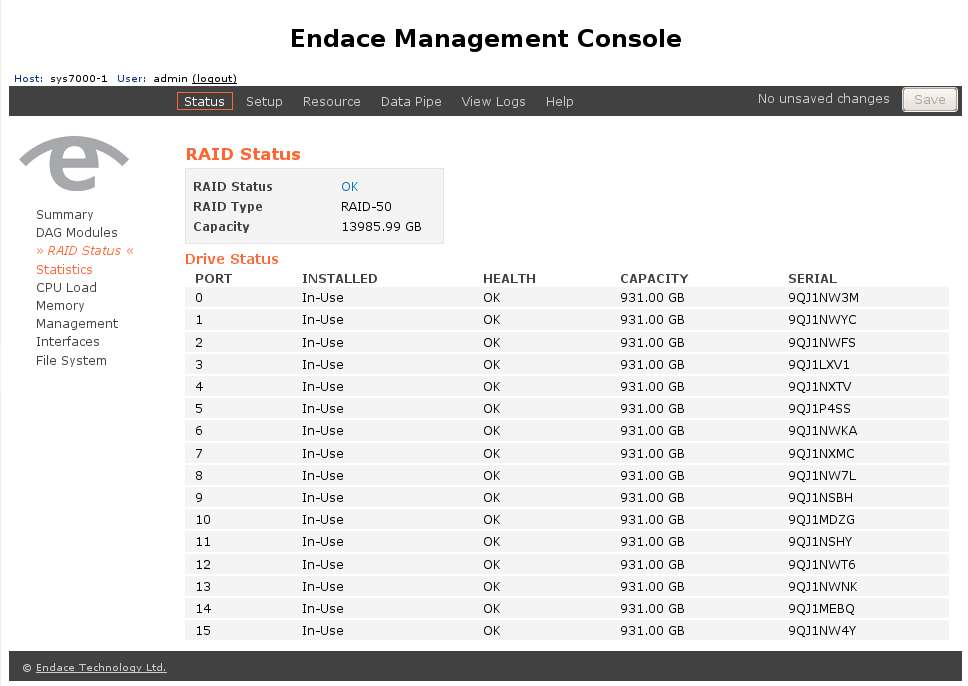 Endace Management Console
Host: sys7000-1 User: admin (logout)
Status Setup Resource Data Pipe View Logs Help No unsaved changes Save
e
Summary
DAG Modules
» RAID Status «
Statistics
CPU Load
Memory
Management
Interfaces
File System
RAID Status
RAID Status OK
RAID Type RAID-50
Capacity 13985.99 GB
Drive Status
PORT INSTALLED HEALTH CAPACITY SERIAL
0 In-Use OK 931.00 GB 9QJ1NW3M
1 In-Use OK 931.00 GB 9QJ1NWYC
2 In-Use OK 931.00 GB 9QJ1NWFS
3 In-Use OK 931.00 GB 9QJ1LXV1
4 In-Use OK 931.00 GB 9QJ1NXTV
5 In-Use OK 931.00 GB 9QJ1P4SS
6 In-Use OK 931.00 GB 9QJ1NWKA
7 In-Use OK 931.00 GB 9QJ1NXMC
8 In-Use OK 931.00 GB 9QJ1NW7L
9 In-Use OK 931.00 GB 9QJ1NSBH
10 In-Use OK 931.00 GB 9QJ1MDZG
11 In-Use OK 931.00 GB 9QJ1NSHY
12 In-Use OK 931.00 GB 9QJ1NWT6
13 In-Use OK 931.00 GB 9QJ1NWNK
14 In-Use OK 931.00 GB 9QJ1MEBQ
15 In-Use OK 931.00 GB 9QJ1NW4Y
© Endace Technology Ltd.